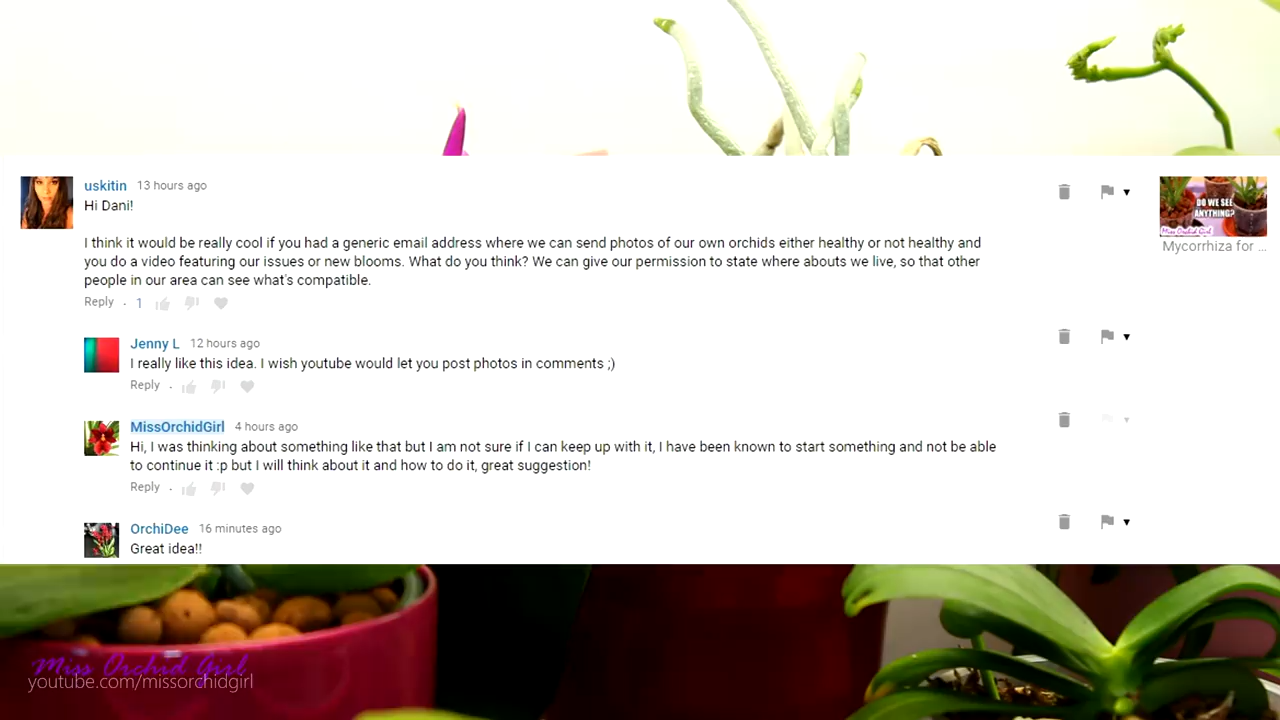 uskitin 13 hours ago
Hi Dani!
I think it would be really cool if you had a generic email address where we can send photos of our own orchids either healthy or not healthy and
you do a video featuring our issues or new blooms. What do you think? We can give our permission to state where abouts we live, so that other
people in our area can see what's compatible.
Reply . 1
DO WE SEE
ANYTHING?
Miss Orchid Girl
Mycorrhiza for ...
Jenny L 12 hours ago
I really like this idea. I wish youtube would let you post photos in comments ;)
Reply .
MissOrchidGirl 4 hours ago
Hi, I was thinking about something like that but I am not sure if I can keep up with it, I have been known to start something and not be able
to continue it :p but I will think about it and how to do it, great suggestion!
Reply .
OrchiDee 16 minutes ago
Great idea!!
Miss Orchid Girl
youtube.com/missorchidgirl